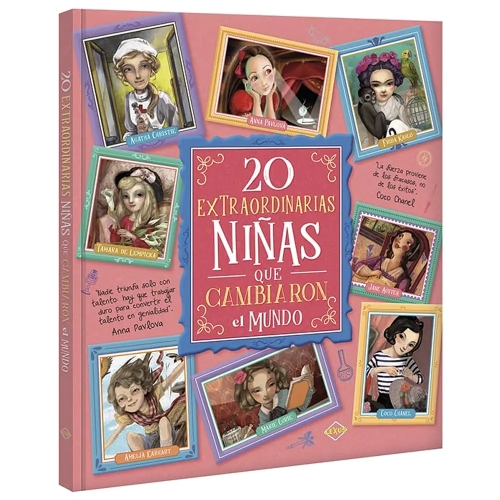 20 EXTRAORDINARIAS NIÑAS QUE CAMBIARON el MUNDO
AGATHA CHRISTIE
ANNA PAVLOVA
FRIDA KAHLO
20
EXTRAORDINARIAS
NIÑAS
QUE
CAMBIARON
el MUNDO
"La fuerza proviene
de los fracasos, no
de los éxitos".
Coco Chanel
TAMARA DE LEMPICKA
JANE AUSTEN
"Nadie triunfa solo con
talento hay que trabajar
duro para convertir el
talento en genialidad".
Anna Pavlova
AMELIA EARHART
MARIE CURIE
COCO CHANEL
LEXUS